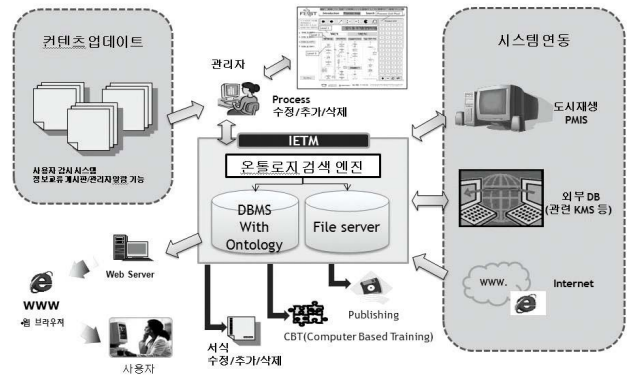 컨텐츠업데이트
사용자 감시 시스템
정보교류 게시판/관리자알람 기능
관리자
Process
수정/추가/삭제
시스템연동
도시재생
PMIS
외부 DB
(관련 KMS 등)
WWW.
Internet
IETM
온톨로지 검색 엔진
DBMS
With
Ontology
File server
Web Server
WWW
•웹 브라우저
사용자
서식
수정/추가/삭제
CBT(Computer Based Training)
Publishing